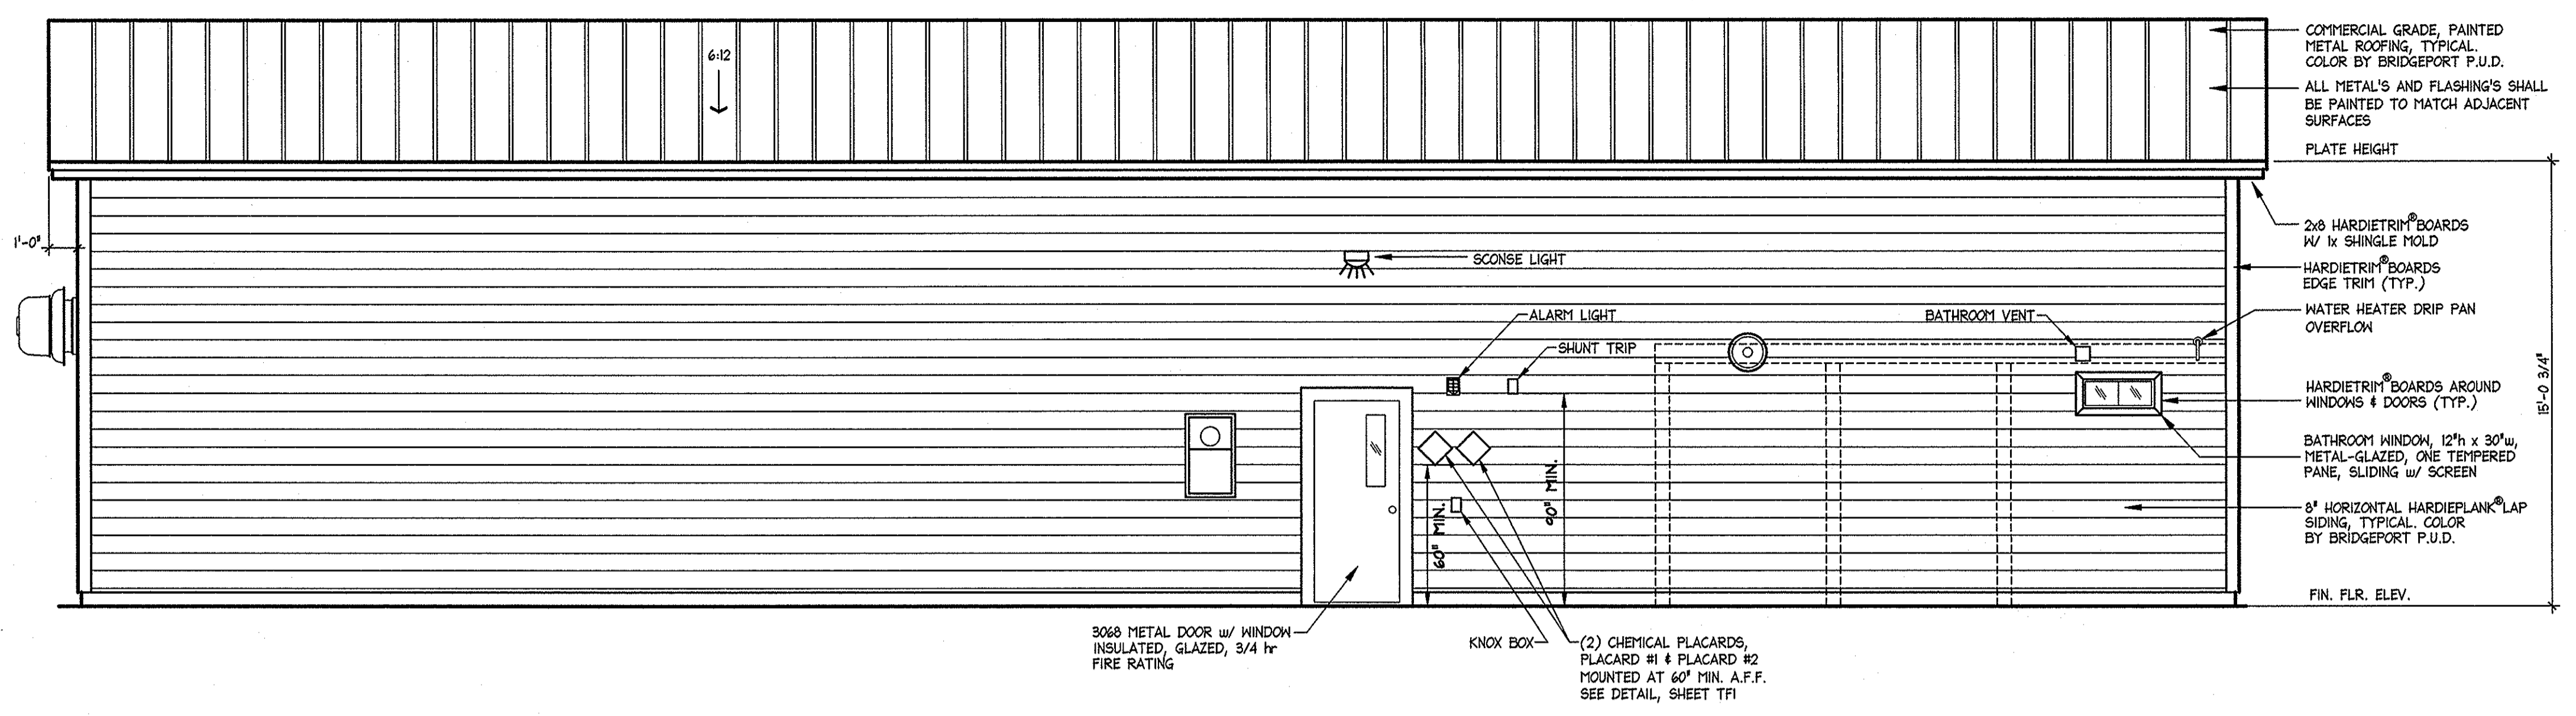 6:12
COMMERCIAL GRADE, PAINTED
METAL ROOFING, TYPICAL.
COLOR BY BRIDGEPORT P.U.D.
ALL METAL'S AND FLASHING'S SHALL
BE PAINTED TO MATCH ADJACENT
SURFACES
PLATE HEIGHT
1'-0"
2x8 HARDIETRIM® BOARDS
W/ 1x SHINGLE MOLD
SCONSE LIGHT
HARDIETRIM® BOARDS
EDGE TRIM (TYP.)
WATER HEATER DRIP PAN
OVERFLOW
ALARM LIGHT
BATHROOM VENT
SHUNT TRIP
15'-0 3/4"
HARDIETRIM® BOARDS AROUND
WINDOWS & DOORS (TYP.)
BATHROOM WINDOW, 12"h x 30"w,
METAL-GLAZED, ONE TEMPERED
PANE, SLIDING w/ SCREEN
90" MIN.
60" MIN.
8" HORIZONTAL HARDIEPLANK® LAP
SIDING, TYPICAL. COLOR
BY BRIDGEPORT P.U.D.
FIN. FLR. ELEV.
3068 METAL DOOR w/ WINDOW
INSULATED, GLAZED, 3/4 hr
FIRE RATING
KNOX BOX
(2) CHEMICAL PLACARDS,
PLACARD #1 & PLACARD #2
MOUNTED AT 60" MIN. A.F.F.
SEE DETAIL, SHEET TF1